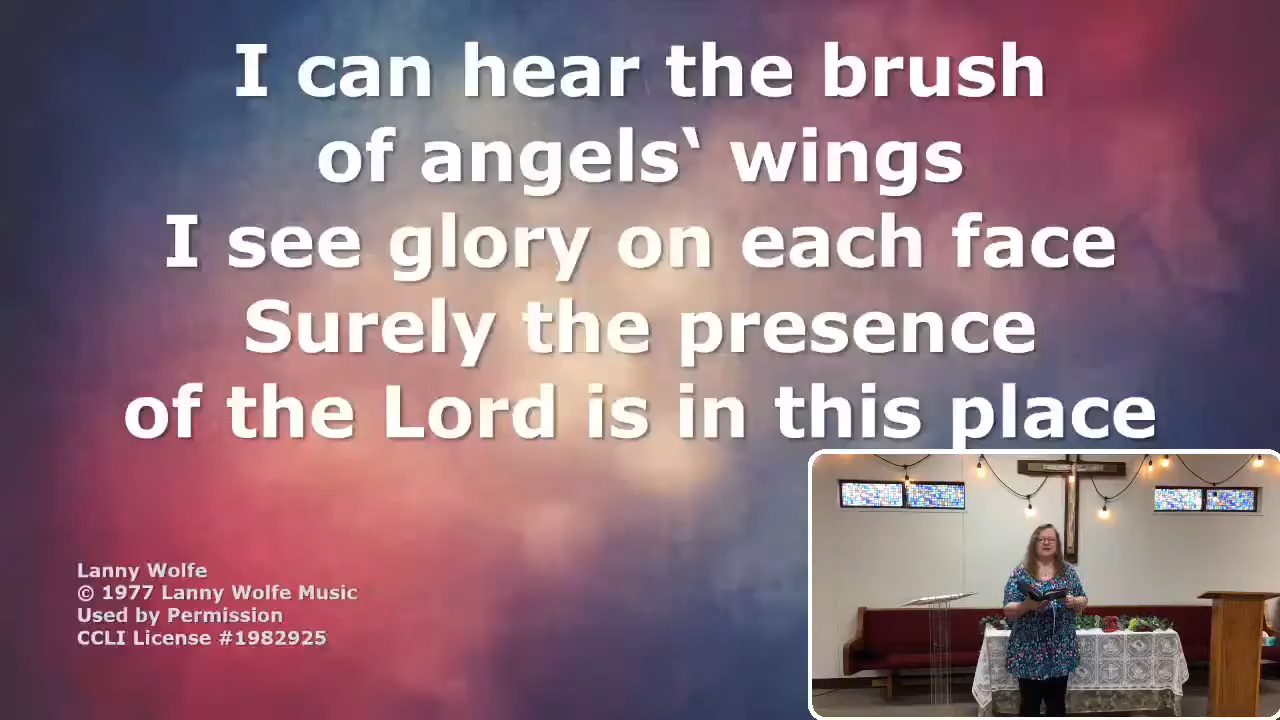 I can hear the brush
of angels‘ wings
I see glory on each face
Surely the presence
of the Lord is in this place
Lanny Wolfe
© 1977 Lanny Wolfe Music
Used by Permission
CCLI License #1982925